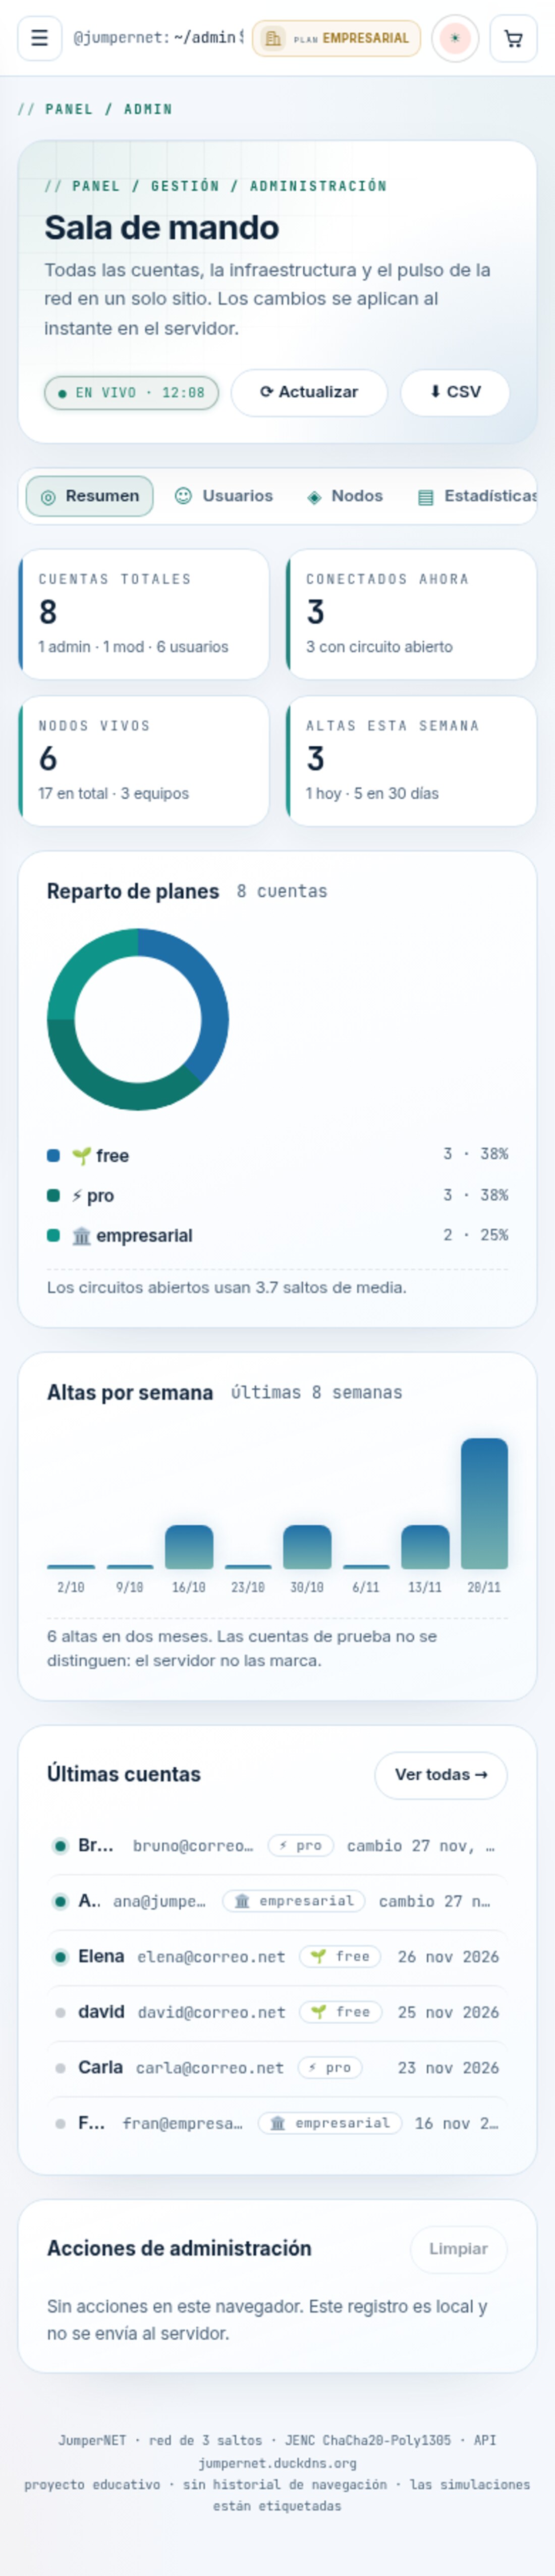 @jumpernet:~/admin$ PLAN EMPRESARIAL
// PANEL / ADMIN
// PANEL / GESTIÓN / ADMINISTRACIÓN
Sala de mando
Todas las cuentas, la infraestructura y el pulso de la
red en un solo sitio. Los cambios se aplican al
instante en el servidor.
● EN VIVO · 12:08 ⟳ Actualizar ⬇ CSV
◎ Resumen ☺ Usuarios ◈ Nodos ▤ Estadísticas
CUENTAS TOTALES
8
1 admin · 1 mod · 6 usuarios
CONECTADOS AHORA
3
3 con circuito abierto
NODOS VIVOS
6
17 en total · 3 equipos
ALTAS ESTA SEMANA
3
1 hoy · 5 en 30 días
Reparto de planes 8 cuentas
🌱 free 3 · 38%
⚡ pro 3 · 38%
🏛️ empresarial 2 · 25%
Los circuitos abiertos usan 3.7 saltos de media.
Altas por semana últimas 8 semanas
2/10 9/10 16/10 23/10 30/10 6/11 13/11 20/11
6 altas en dos meses. Las cuentas de prueba no se
distinguen: el servidor no las marca.
Últimas cuentas Ver todas →
Br… bruno@correo… ⚡ pro cambio 27 nov, …
A.. ana@jumpe… 🏛️ empresarial cambio 27 n…
Elena elena@correo.net 🌱 free 26 nov 2026
david david@correo.net 🌱 free 25 nov 2026
Carla carla@correo.net ⚡ pro 23 nov 2026
F… fran@empresa… 🏛️ empresarial 16 nov 2…
Acciones de administración Limpiar
Sin acciones en este navegador. Este registro es local y
no se envía al servidor.
JumperNET · red de 3 saltos · JENC ChaCha20-Poly1305 · API
jumpernet.duckdns.org
proyecto educativo · sin historial de navegación · las simulaciones
están etiquetadas